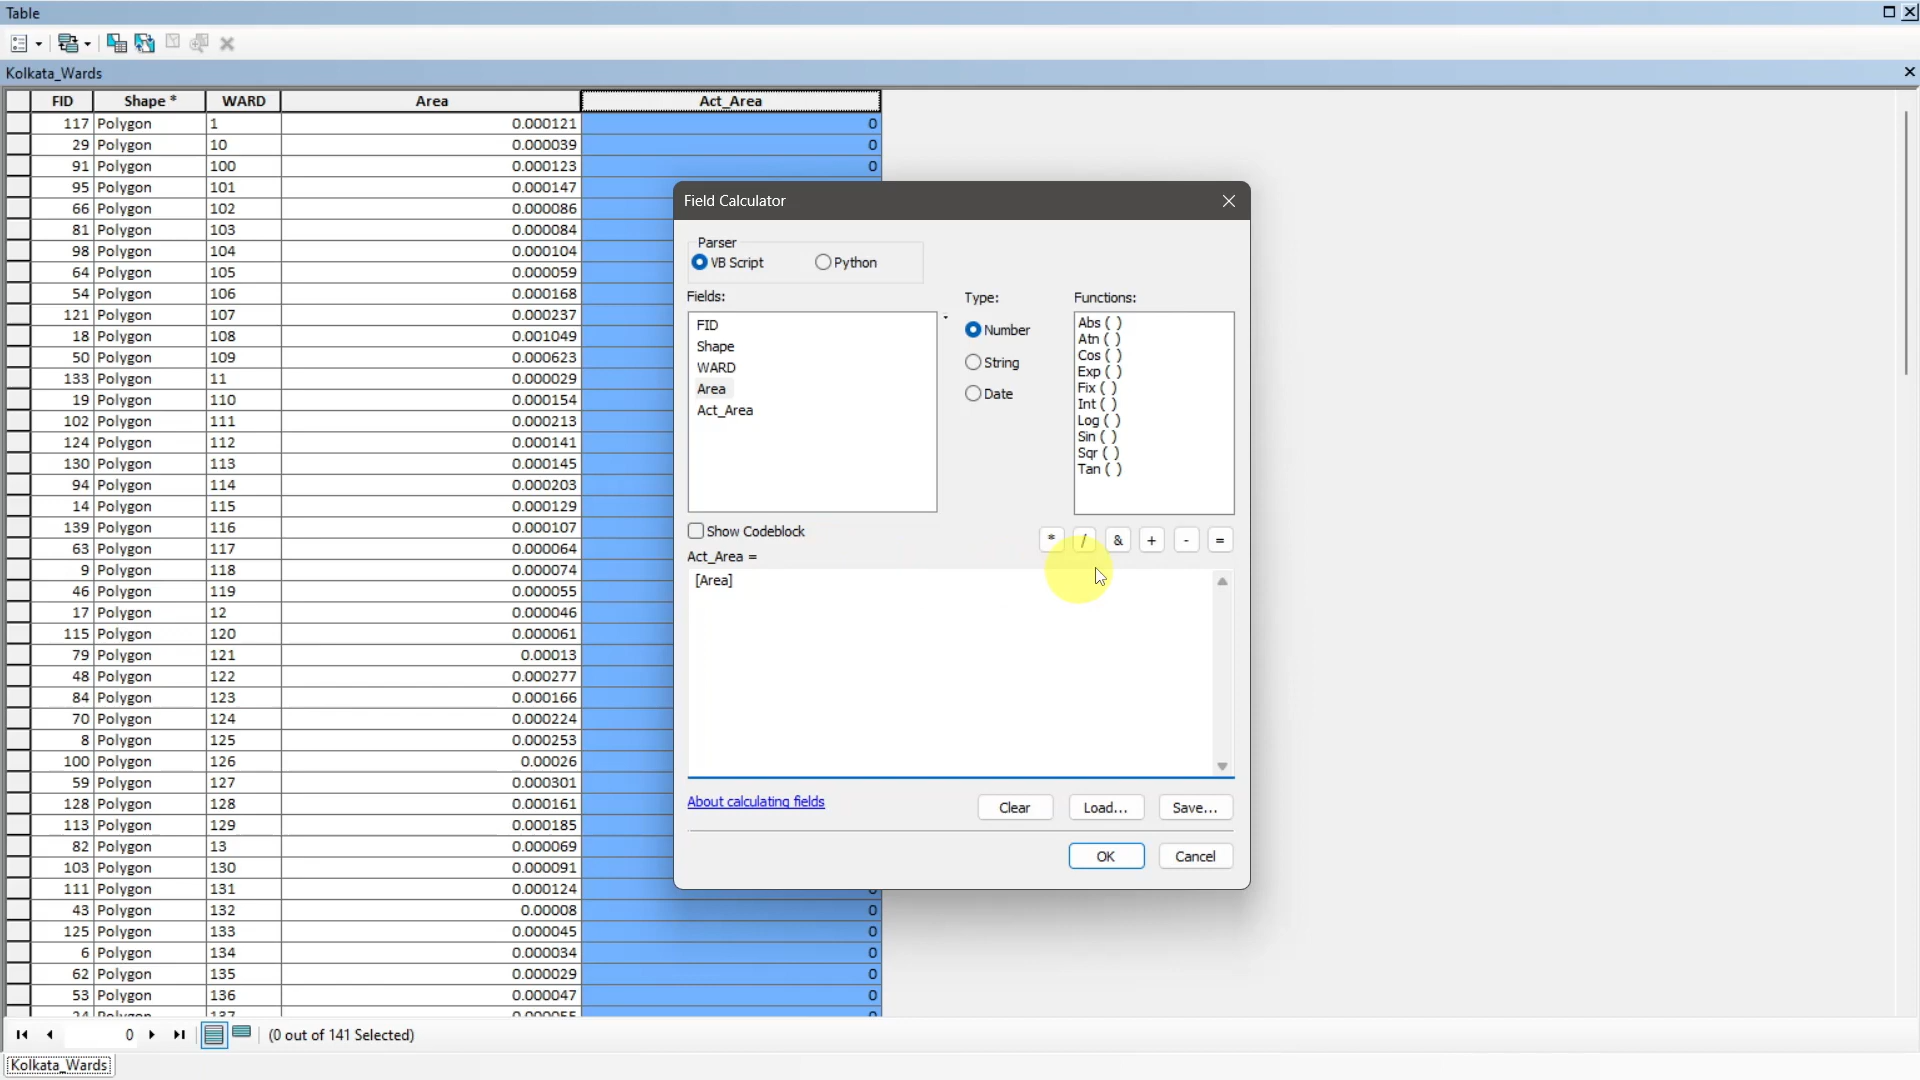 Table
Kolkata_Wards
FID Shape * WARD Area Act_Area
117 Polygon 1 0.000121 0
29 Polygon 10 0.000039 0
91 Polygon 100 0.000123 0
95 Polygon 101 0.000147
66 Polygon 102 0.000086
81 Polygon 103 0.000084
98 Polygon 104 0.000104
64 Polygon 105 0.000059
54 Polygon 106 0.000168
121 Polygon 107 0.000237
18 Polygon 108 0.001049
50 Polygon 109 0.000623
133 Polygon 11 0.000029
19 Polygon 110 0.000154
102 Polygon 111 0.000213
124 Polygon 112 0.000141
130 Polygon 113 0.000145
94 Polygon 114 0.000203
14 Polygon 115 0.000129
139 Polygon 116 0.000107
63 Polygon 117 0.000064
9 Polygon 118 0.000074
46 Polygon 119 0.000055
17 Polygon 12 0.000046
115 Polygon 120 0.000061
79 Polygon 121 0.00013
48 Polygon 122 0.000277
84 Polygon 123 0.000166
70 Polygon 124 0.000224
8 Polygon 125 0.000253
100 Polygon 126 0.00026
59 Polygon 127 0.000301
128 Polygon 128 0.000161
113 Polygon 129 0.000185
82 Polygon 13 0.000069
103 Polygon 130 0.000091
111 Polygon 131 0.000124
43 Polygon 132 0.00008 0
125 Polygon 133 0.000045 0
6 Polygon 134 0.000034 0
62 Polygon 135 0.000029 0
53 Polygon 136 0.000047 0
Field Calculator
Parser
VB Script Python
Fields: Type: Functions:
FID
Shape
WARD
Area
Act_Area
Number
String
Date
Abs ( )
Atn ( )
Cos ( )
Exp ( )
Fix ( )
Int ( )
Log ( )
Sin ( )
Sqr ( )
Tan ( )
Show Codeblock
* / & + - =
Act_Area =
[Area]
About calculating fields
Clear Load... Save...
OK Cancel
0 (0 out of 141 Selected)
Kolkata_Wards